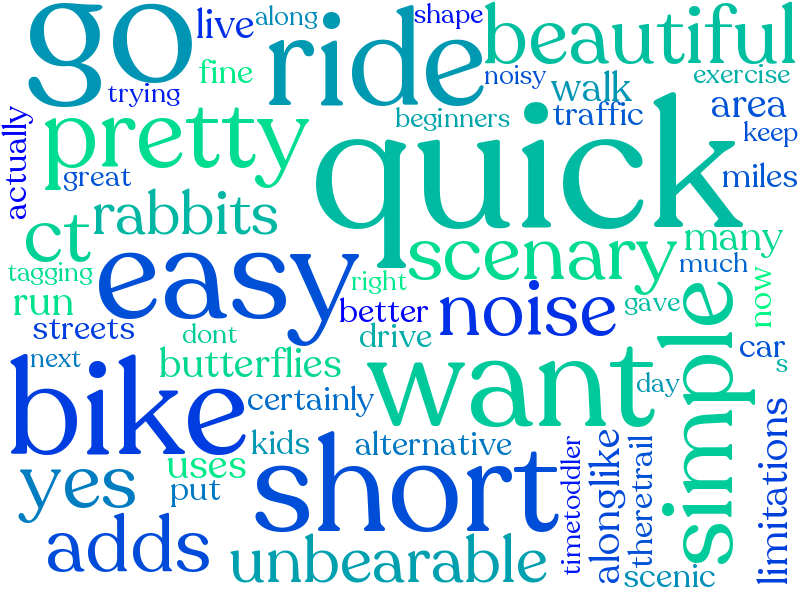 go
live
along
ride
shape
beautiful
fine
trying
noisy
walk
exercise
actually
pretty
beginners
traffic
area
keep
great
quick
miles
rabbits
ct
easy
scenary
many
much
tagging
right
run
better
noise
gave
now
simple
streets
dont
drive
car
next
butterflies
want
s
bike
certainly
day
kids
alternative
short
yes
uses
put
timetoddler
alonglike
theretrail
limitations
adds
unbearable
scenic